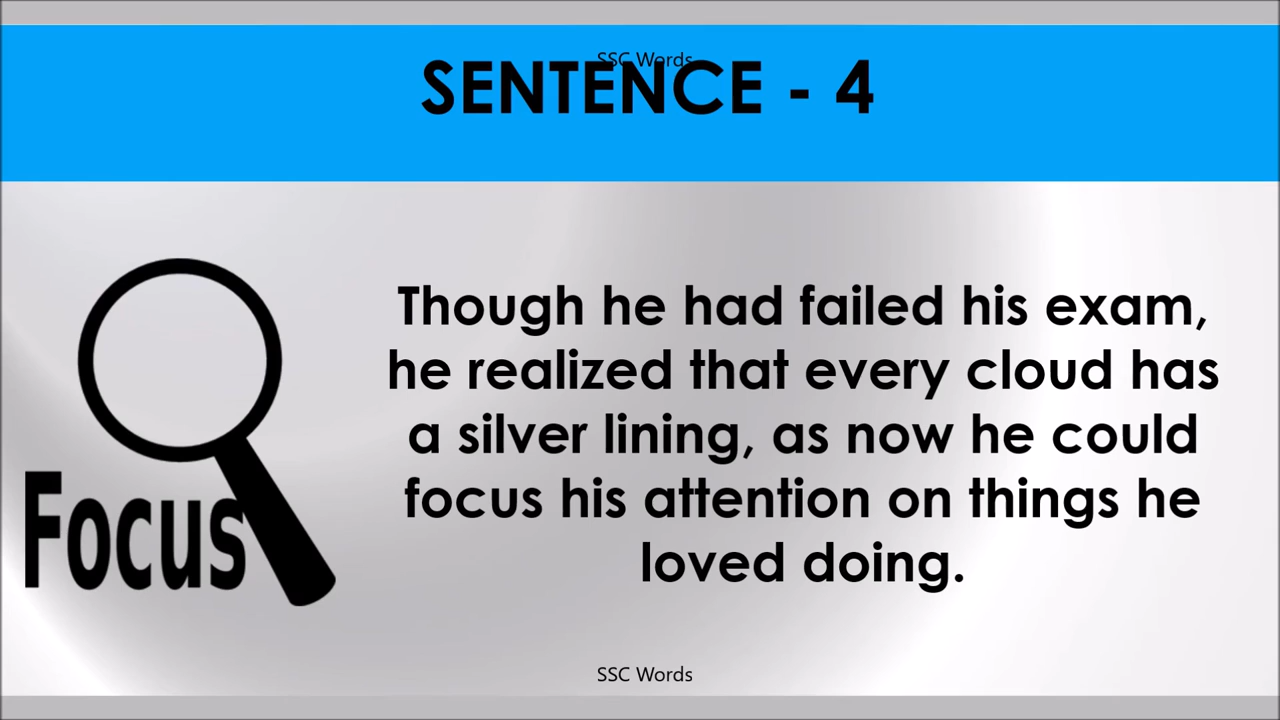 SSC Words
SENTENCE - 4
Though he had failed his exam,
he realized that every cloud has
a silver lining, as now he could
focus his attention on things he
loved doing.
Focus
SSC Words